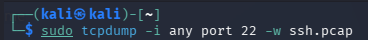 ┌──(kali㉿kali)-[~]
└─$ sudo tcpdump -i any port 22 -w ssh.pcap